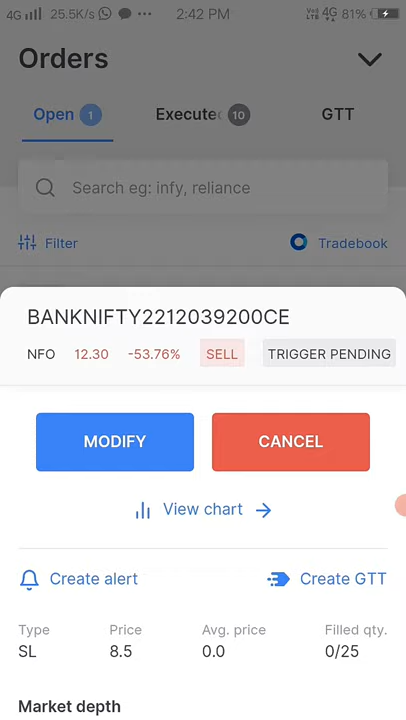 4G 25.5K/s ... 2:42 PM 4G 81%
Orders
Open 1 Execute 10 GTT
Search eg: infy, reliance
Filter Tradebook
BANKNIFTY2212039200CE
NFO 12.30 -53.76% SELL TRIGGER PENDING
MODIFY CANCEL
View chart
Create alert Create GTT
Type Price Avg. price Filled qty.
SL 8.5 0.0 0/25
Market depth